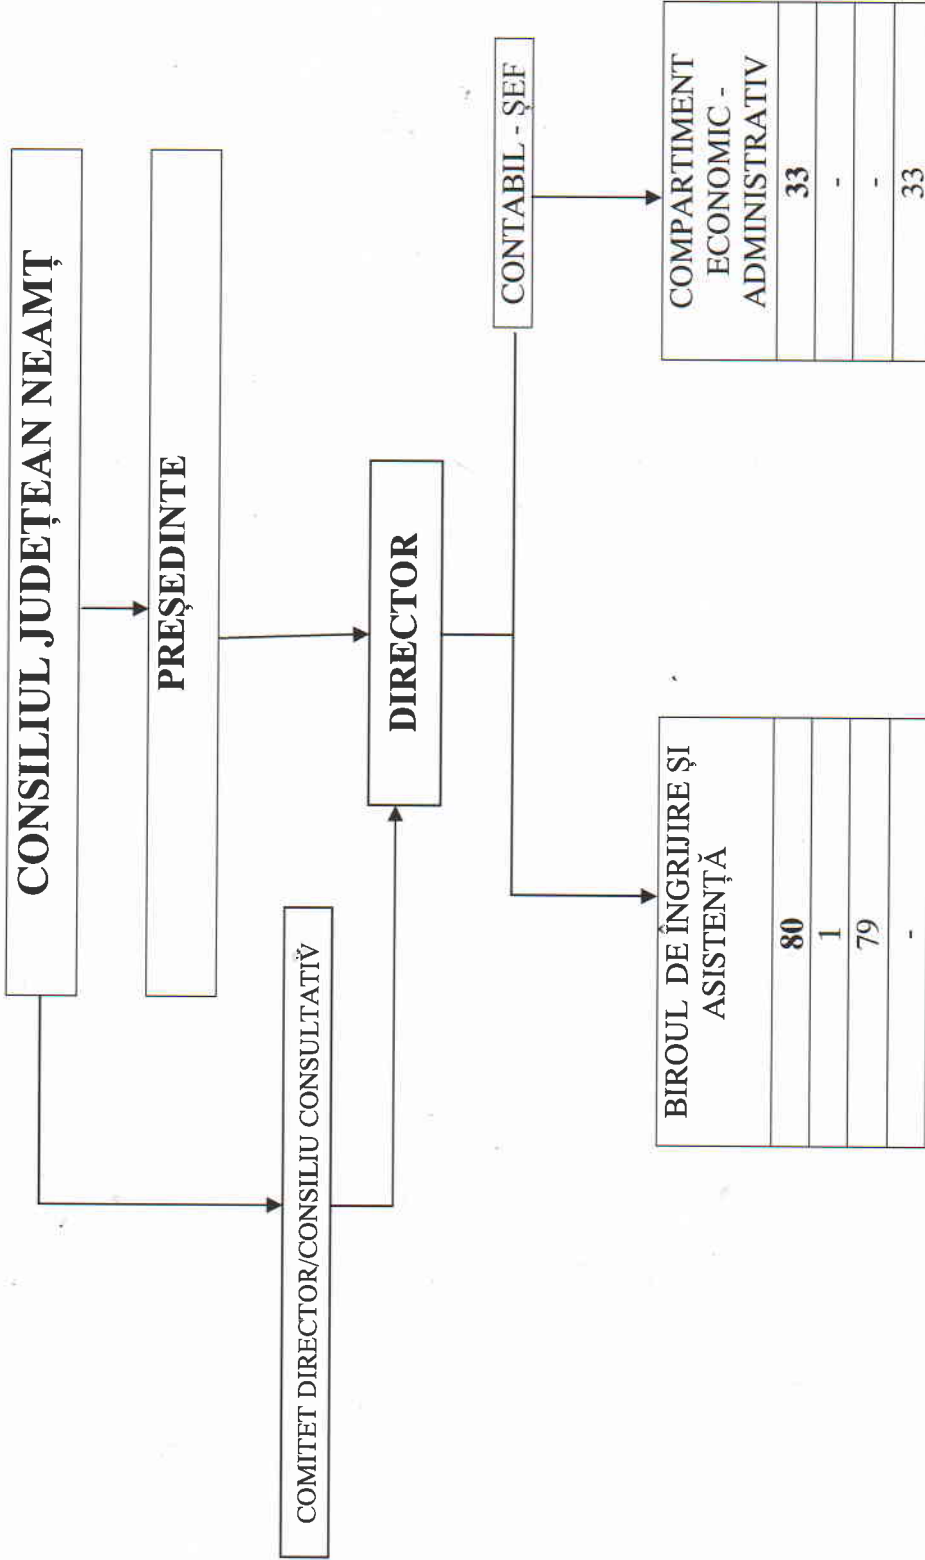 CONSILIUL JUDEȚEAN NEAMȚ
PREȘEDINTE
COMITET DIRECTOR/CONSILIU CONSULTATIV
DIRECTOR
CONTABIL - ȘEF
BIROUL DE ÎNGRIJIRE ȘI
ASISTENȚĂ
80
1
79
-
COMPARTIMENT
ECONOMIC -
ADMINISTRATIV
33
-
-
33